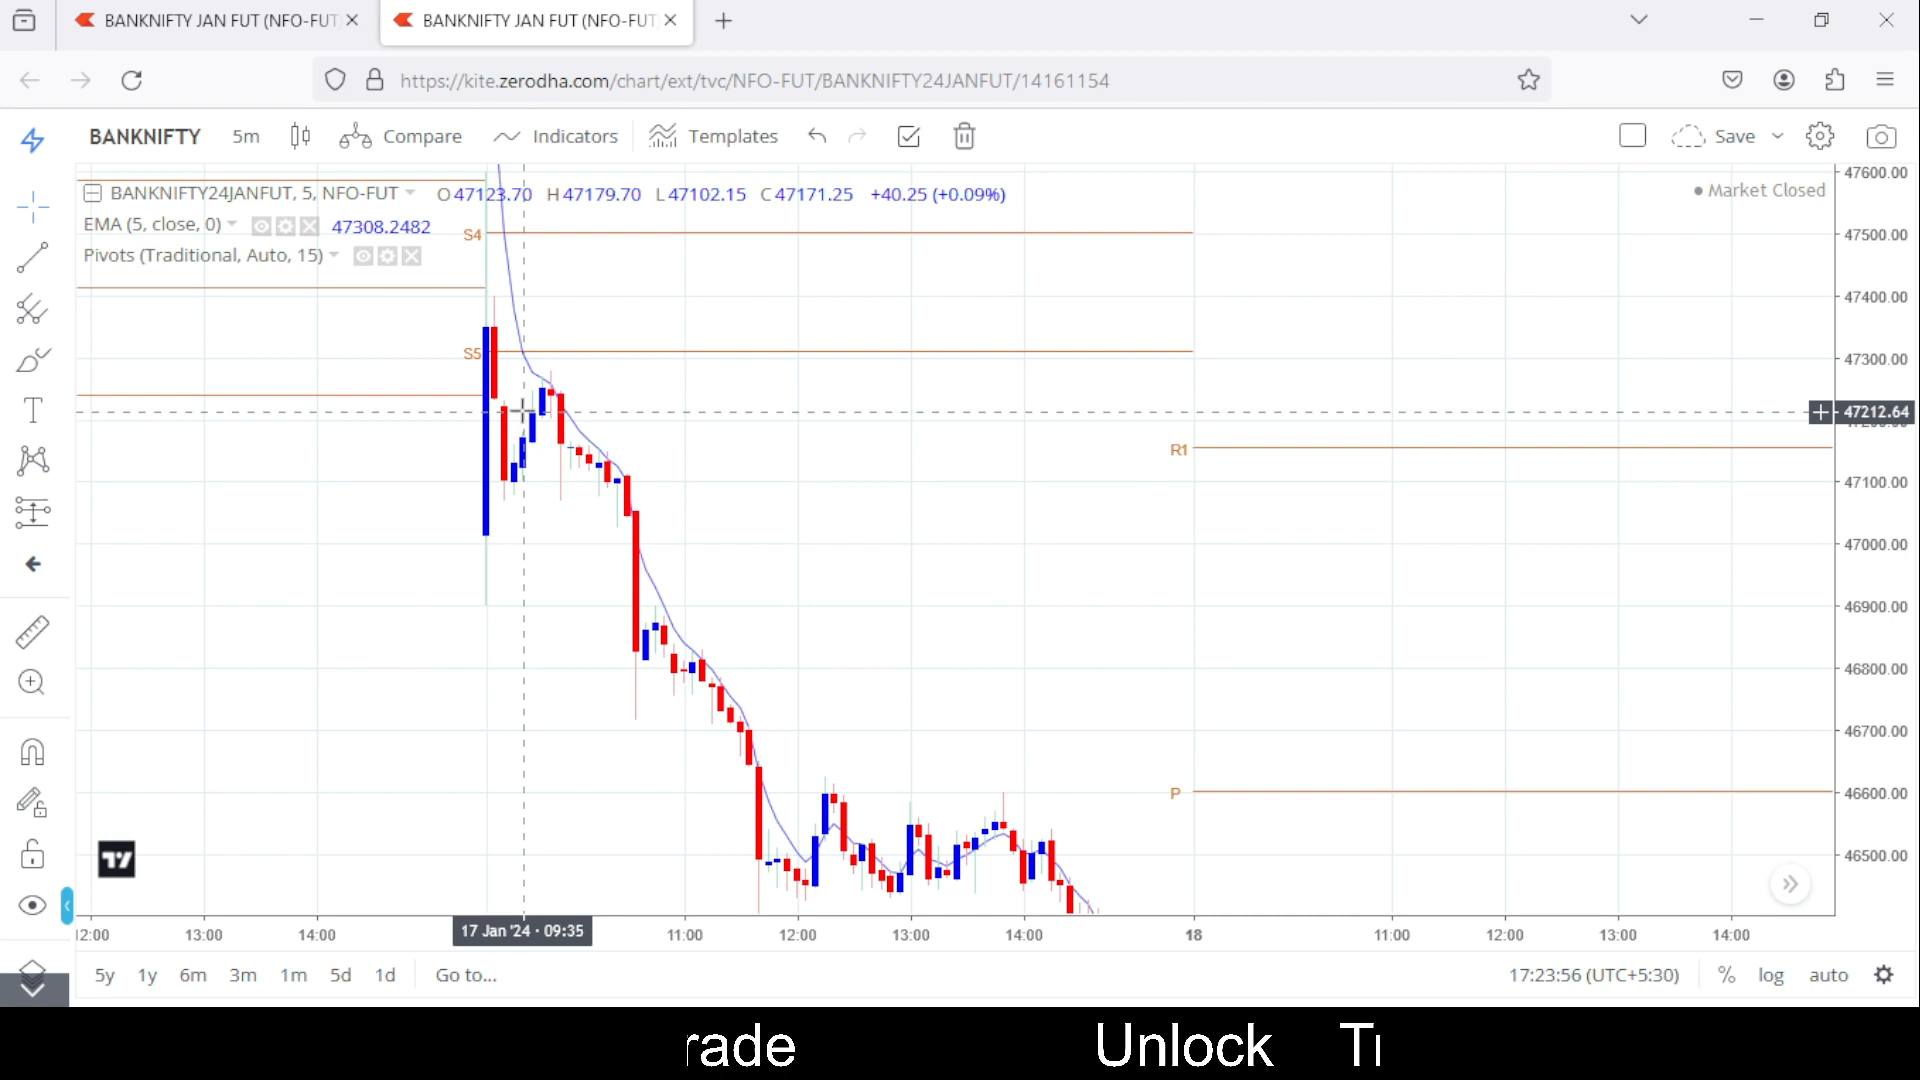 BANKNIFTY JAN FUT (NFO-FUT
BANKNIFTY JAN FUT (NFO-FUT
https://kite.zerodha.com/chart/ext/tvc/NFO-FUT/BANKNIFTY24JANFUT/14161154
BANKNIFTY 5m Compare Indicators Templates Save
BANKNIFTY24JANFUT, 5, NFO-FUT O47123.70 H47179.70 L47102.15 C47171.25 +40.25 (+0.09%)
Market Closed
EMA (5, close, 0) 47308.2482
Pivots (Traditional, Auto, 15)
S4
S5
R1
P
47600.00
47500.00
47400.00
47300.00
47212.64
47100.00
47000.00
46900.00
46800.00
46700.00
46600.00
46500.00
12:00 13:00 14:00 17 Jan '24 · 09:35 11:00 12:00 13:00 14:00 18 11:00 12:00 13:00 14:00
5y 1y 6m 3m 1m 5d 1d Go to... 17:23:56 (UTC+5:30) % log auto
rade Unlock Tr